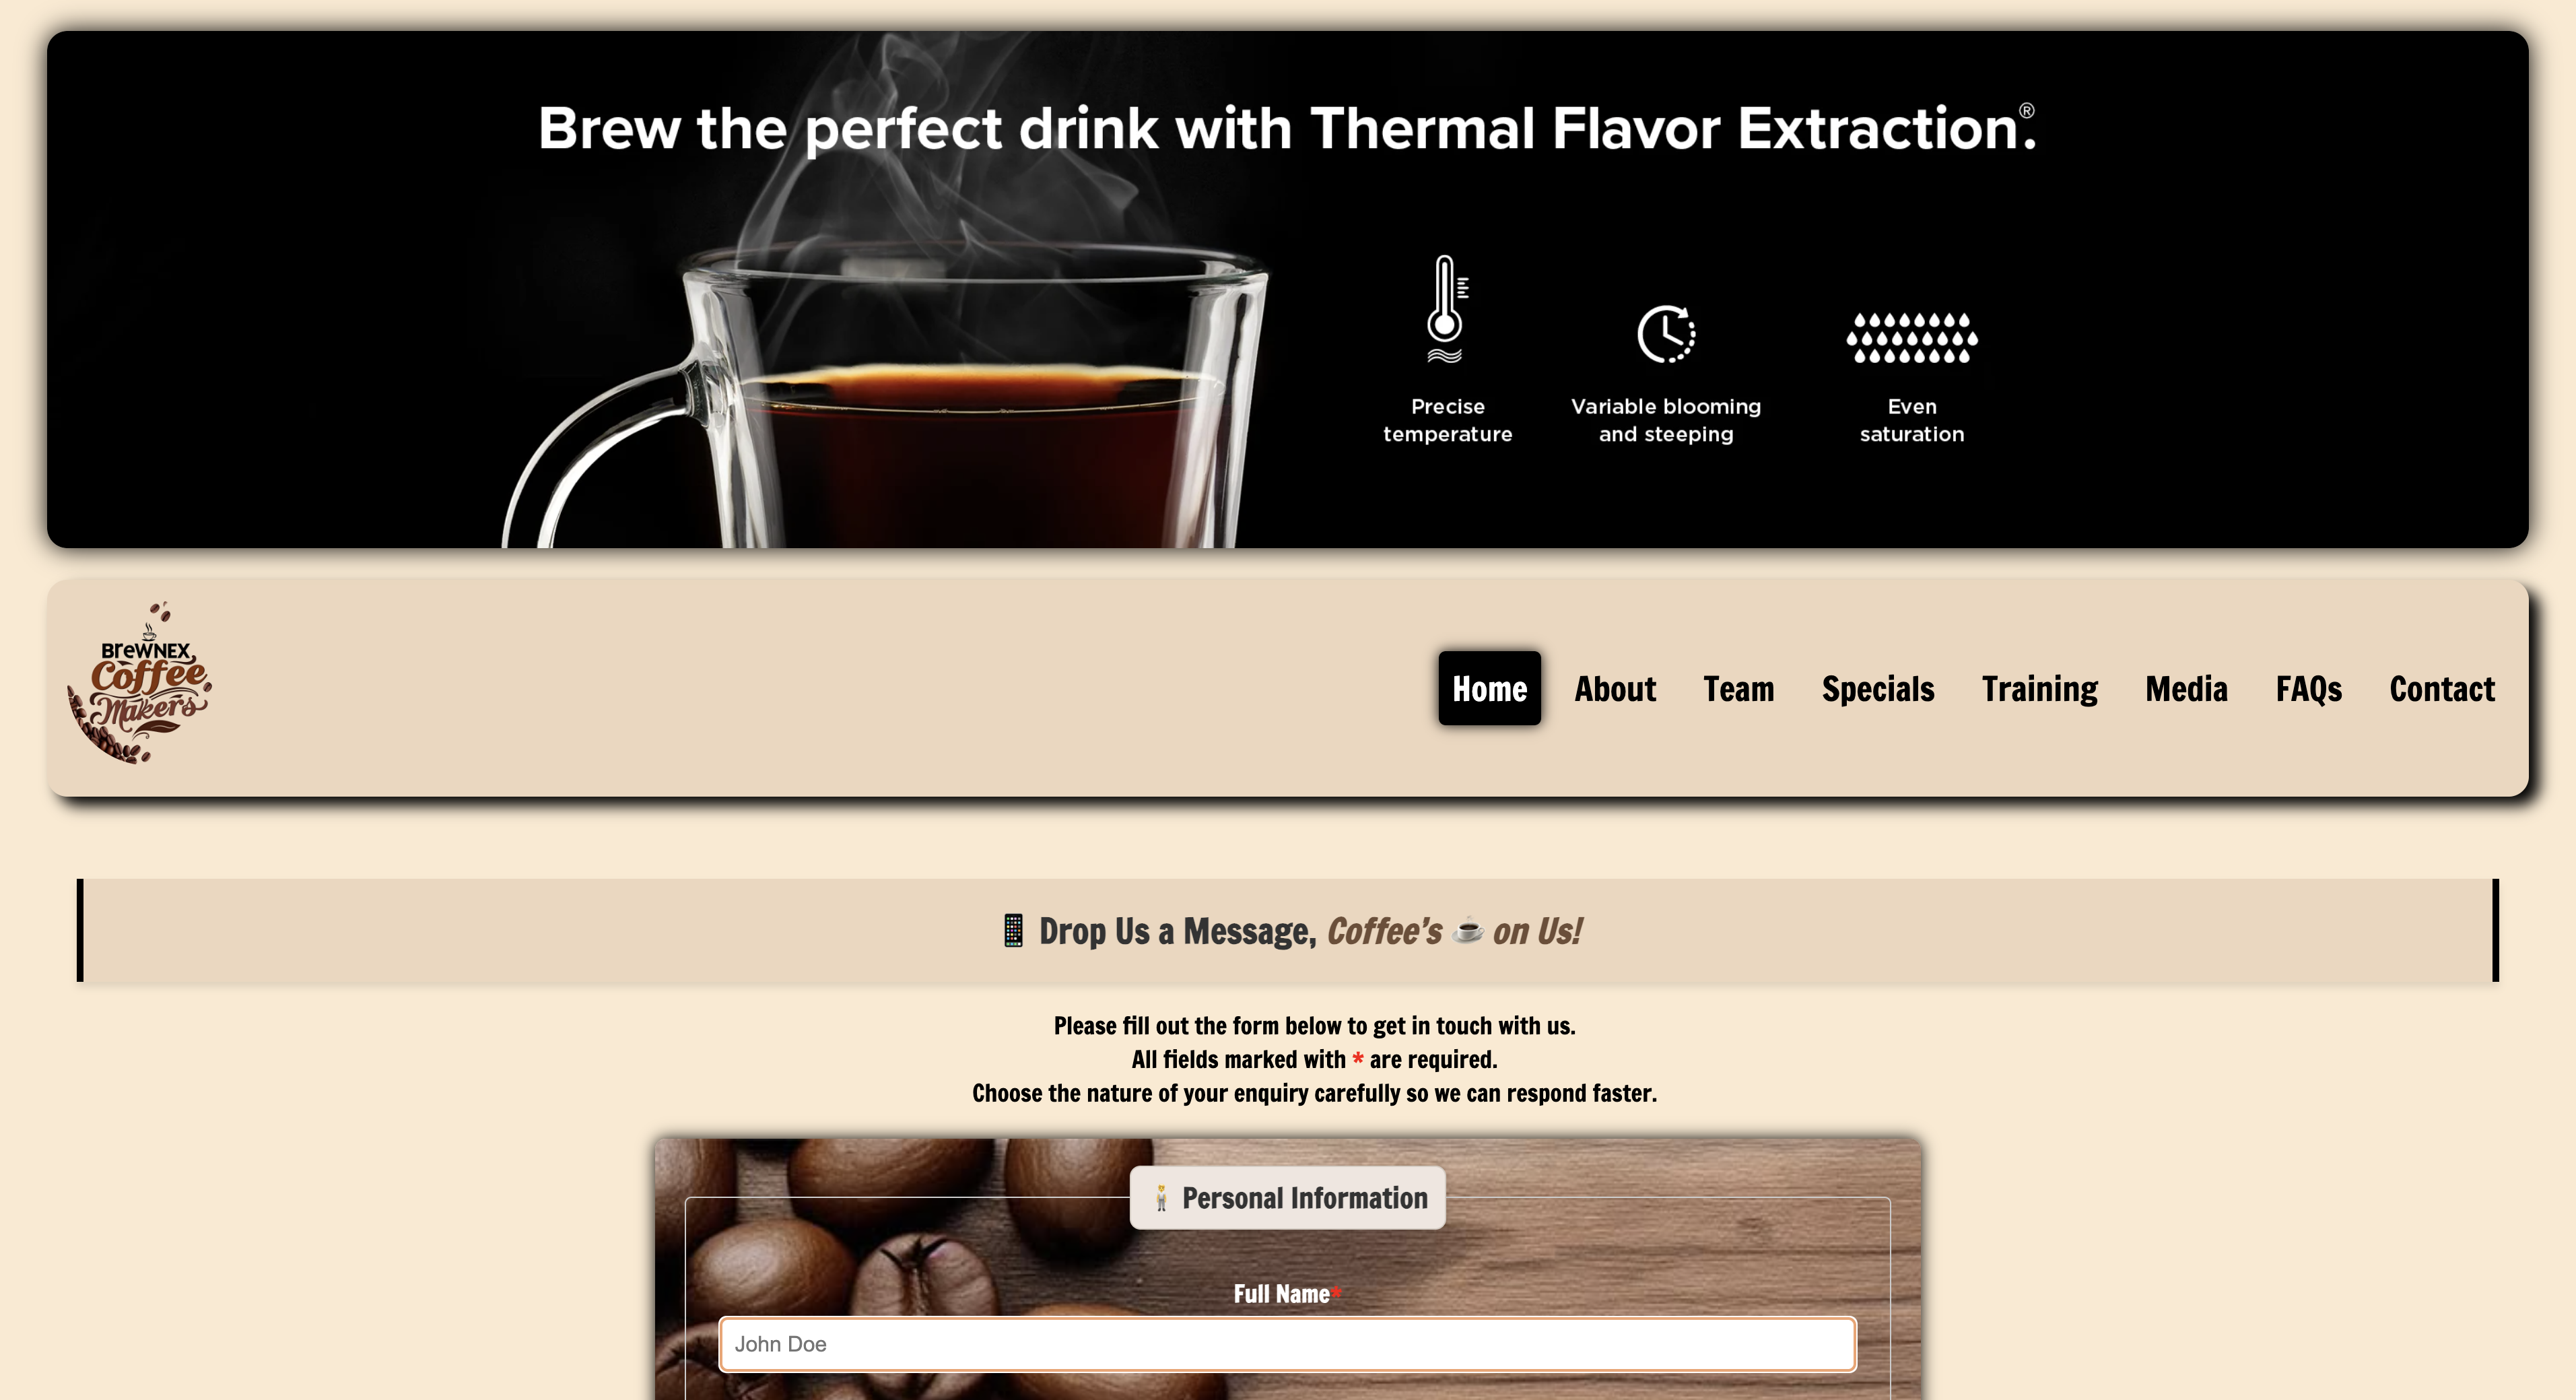 Brew the perfect drink with Thermal Flavor Extraction®.
Precise
temperature
Variable blooming
and steeping
Even
saturation
BreWNEX
Coffee
Makers
Home About Team Specials Training Media FAQs Contact
📱 Drop Us a Message, Coffee's ☕ on Us!
Please fill out the form below to get in touch with us.
All fields marked with * are required.
Choose the nature of your enquiry carefully so we can respond faster.
Personal Information
Full Name*
John Doe